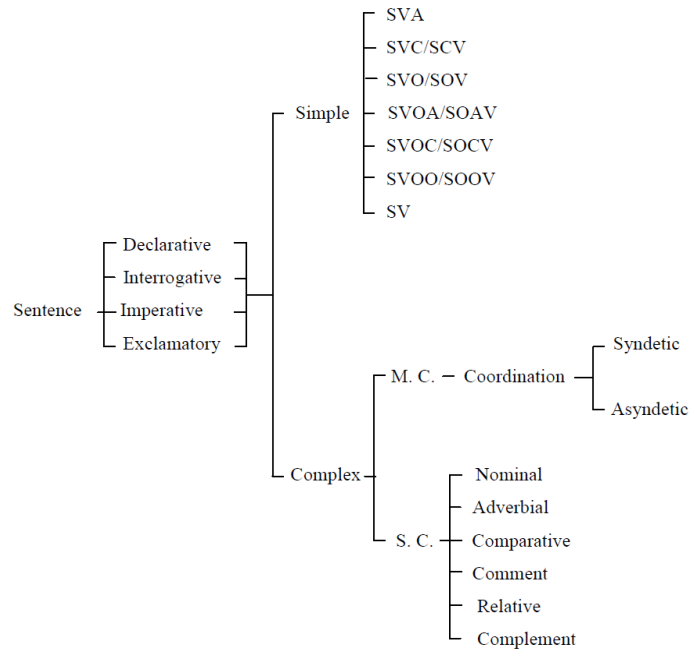 SVA
SVC/SCV
SVO/SOV
Simple
SVOA/SOAV
SVOC/SOCV
SVOO/SOOV
SV
Declarative
Interrogative
Sentence
Imperative
Exclamatory
Syndetic
M. C.
Coordination
Asyndetic
Complex
Nominal
Adverbial
S. C.
Comparative
Comment
Relative
Complement